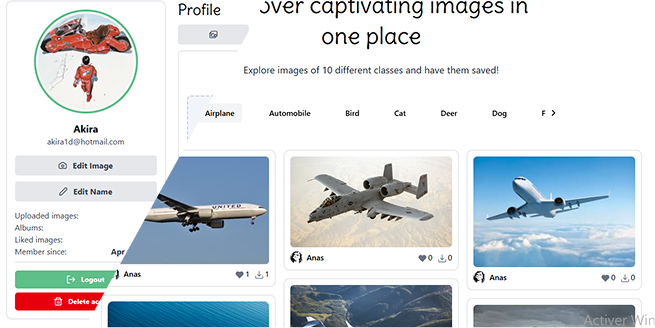 Profile
over captivating images in
one place
Explore images of 10 different classes and have them saved!
Airplane Automobile Bird Cat Deer Dog F
Akira
akira1d@hotmail.com
Edit Image
Edit Name
Uploaded images:
Albums:
Liked images:
Member since: Apr
Logout
Delete ac
UNITED
Anas 1 1
Anas 0 0
Anas 0 0
Activer Win